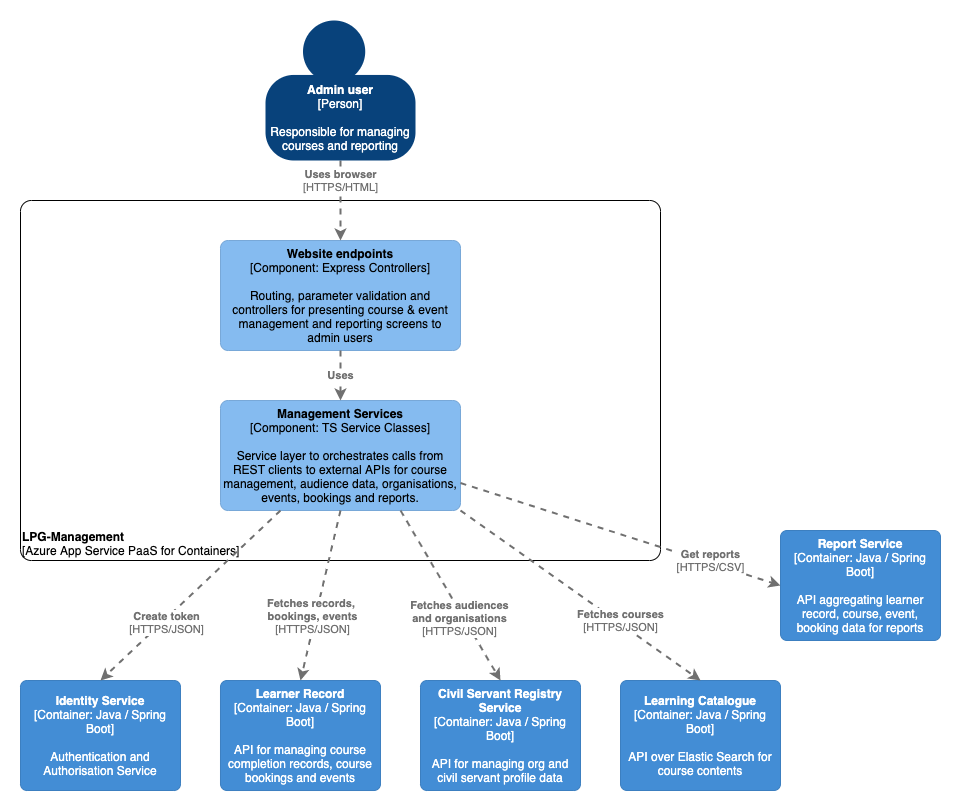 Admin user
[Person]
Responsible for managing
courses and reporting
Uses browser
[HTTPS/HTML]
Website endpoints
[Component: Express Controllers]
Routing, parameter validation and
controllers for presenting course & event
management and reporting screens to
admin users
Uses
Management Services
[Component: TS Service Classes]
Service layer to orchestrates calls from
REST clients to external APIs for course
management, audience data, organisations,
events, bookings and reports.
LPG-Management
[Azure App Service PaaS for Containers]
Get reports
[HTTPS/CSV]
Report Service
[Container: Java / Spring
Boot]
API aggregating learner
record, course, event,
booking data for reports
Create token
[HTTPS/JSON]
Fetches records,
bookings, events
[HTTPS/JSON]
Fetches audiences
and organisations
[HTTPS/JSON]
Fetches courses
[HTTPS/JSON]
Identity Service
[Container: Java / Spring
Boot]
Authentication and
Authorisation Service
Learner Record
[Container: Java / Spring
Boot]
API for managing course
completion records, course
bookings and events
Civil Servant Registry
Service
[Container: Java / Spring
Boot]
API for managing org and
civil servant profile data
Learning Catalogue
[Container: Java / Spring
Boot]
API over Elastic Search for
course contents